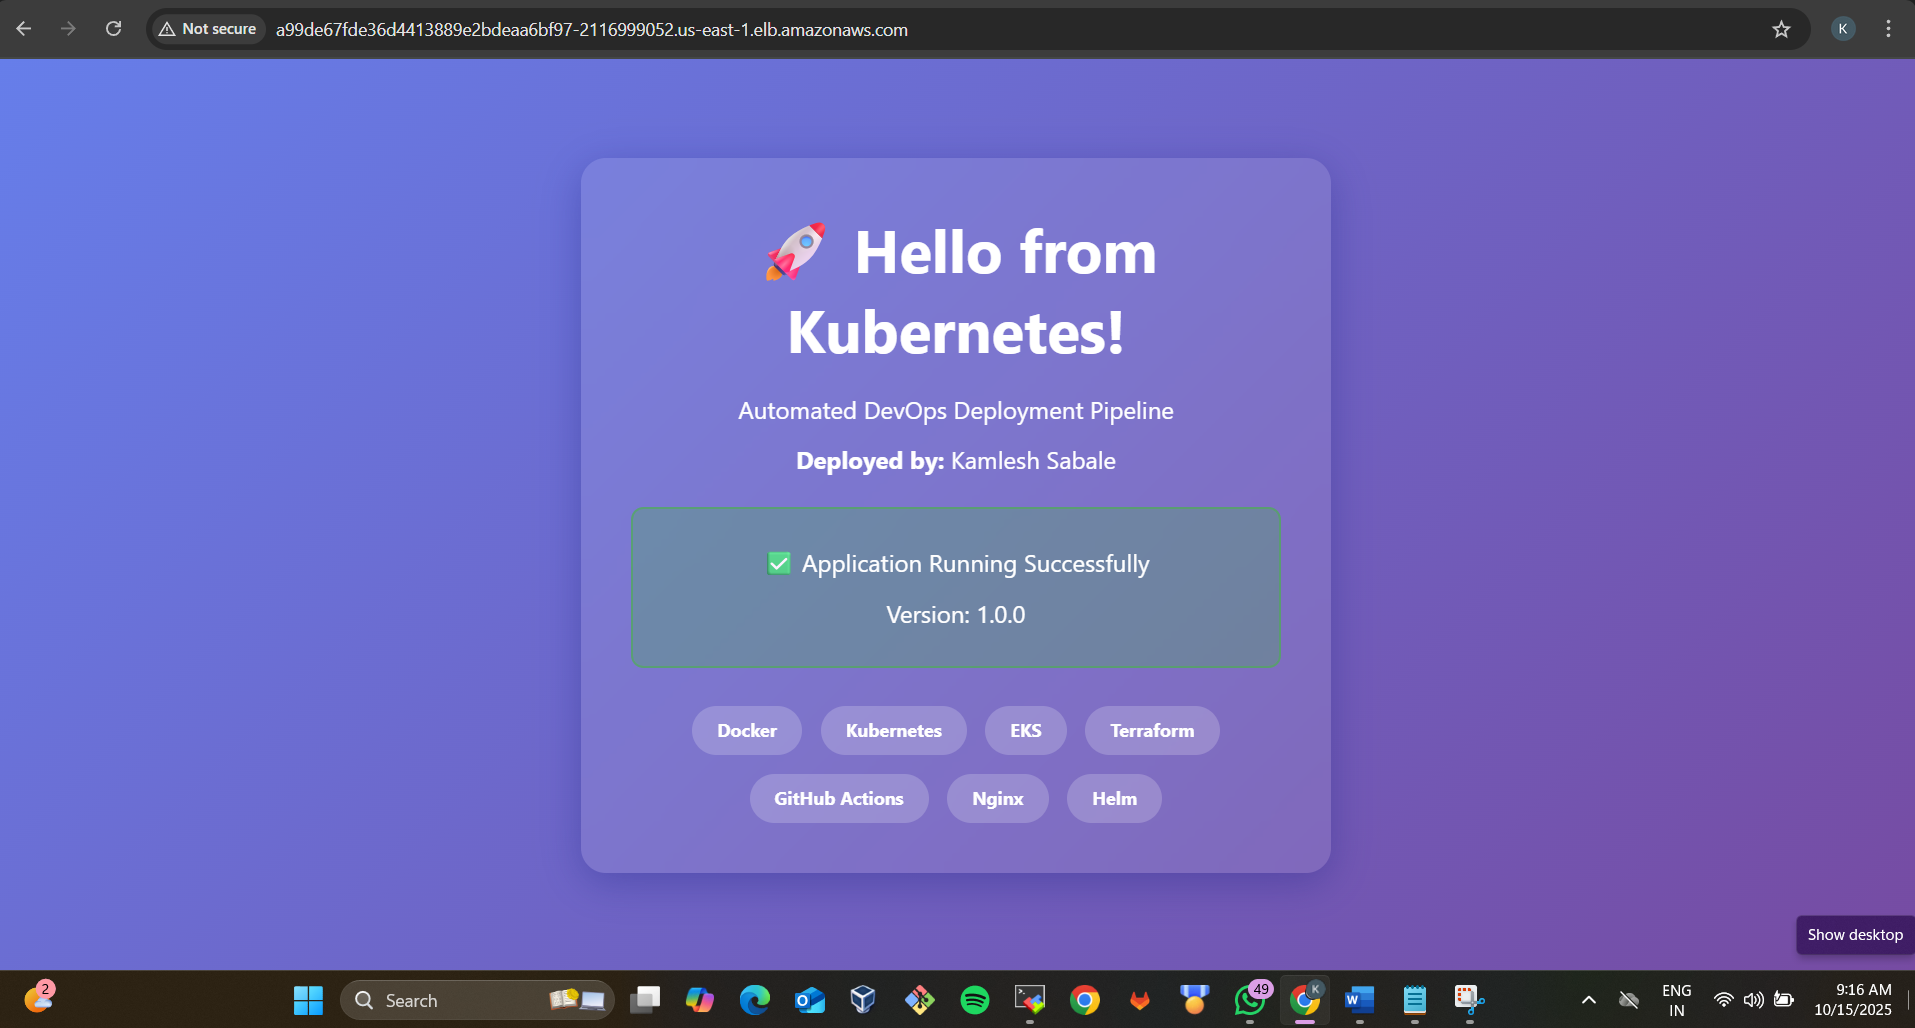 Not secure
a99de67fde36d4413889e2bdeaa6bf97-2116999052.us-east-1.elb.amazonaws.com
K
🚀 Hello from
Kubernetes!
Automated DevOps Deployment Pipeline
Deployed by: Kamlesh Sabale
✅ Application Running Successfully
Version: 1.0.0
Docker
Kubernetes
EKS
Terraform
GitHub Actions
Nginx
Helm
Show desktop
2
Search
49
K
ENG
IN
9:16 AM
10/15/2025